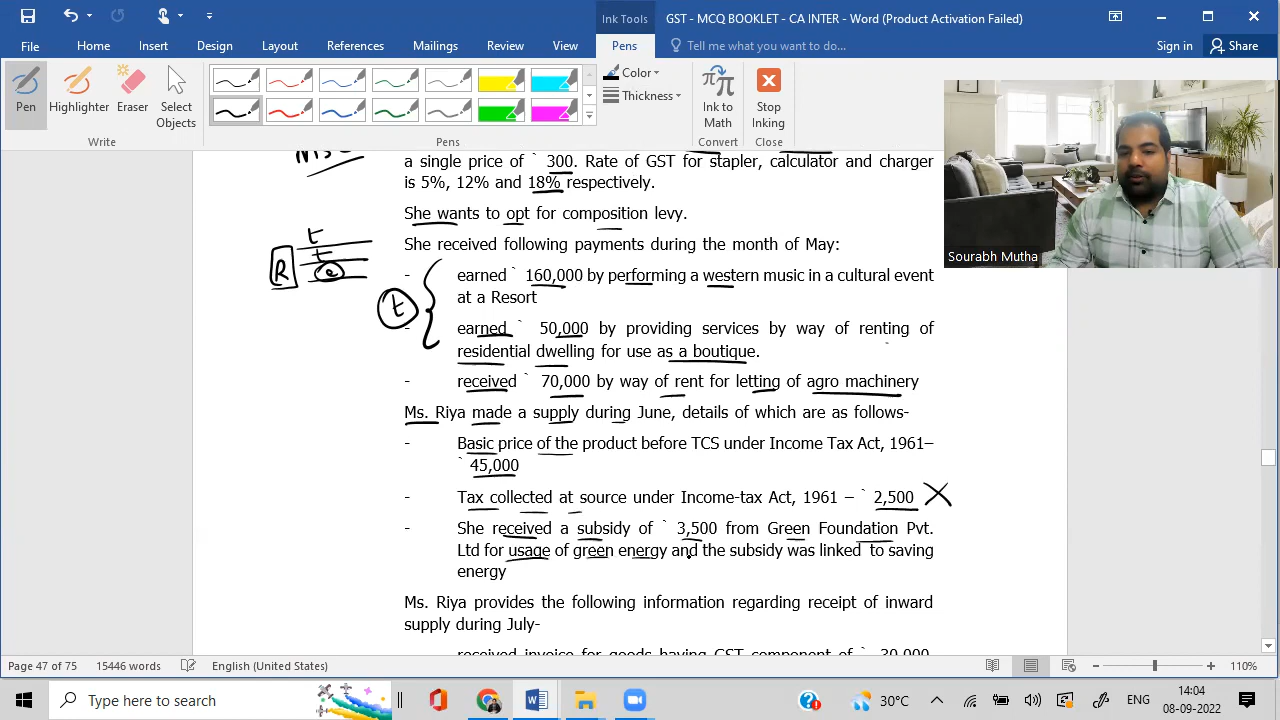 Ink Tools
GST - MCQ BOOKLET - CA INTER - Word (Product Activation Failed)
File Home Insert Design Layout References Mailings Review View Pens Tell me what you want to do... Sign in Share
Pen Highlighter Eraser Select Objects
Color
Thickness
Ink to Math
Stop Inking
Write Pens Convert Close
a single price of ` 300. Rate of GST for stapler, calculator and charger
is 5%, 12% and 18% respectively.
She wants to opt for composition levy.
She received following payments during the month of May:
- earned ` 160,000 by performing a western music in a cultural event
at a Resort
- earned ` 50,000 by providing services by way of renting of
residential dwelling for use as a boutique.
- received ` 70,000 by way of rent for letting of agro machinery
Ms. Riya made a supply during June, details of which are as follows-
- Basic price of the product before TCS under Income Tax Act, 1961–
` 45,000
- Tax collected at source under Income-tax Act, 1961 – ` 2,500
- She received a subsidy of ` 3,500 from Green Foundation Pvt.
Ltd for usage of green energy and the subsidy was linked to saving
energy
Ms. Riya provides the following information regarding receipt of inward
supply during July-
received invoice for goods having GST component of ` 30,000
R
t
t
e
t
Sourabh Mutha
Page 47 of 75 15446 words English (United States) 110%
Type here to search
30°C
ENG
14:04
08-09-2022